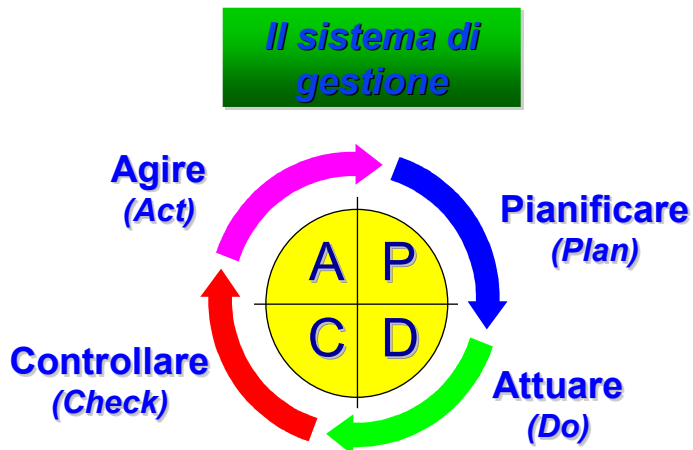 Il sistema di
gestione
Agire
(Act)
Pianificare
(Plan)
A P
C D
Controllare
(Check)
Attuare
(Do)